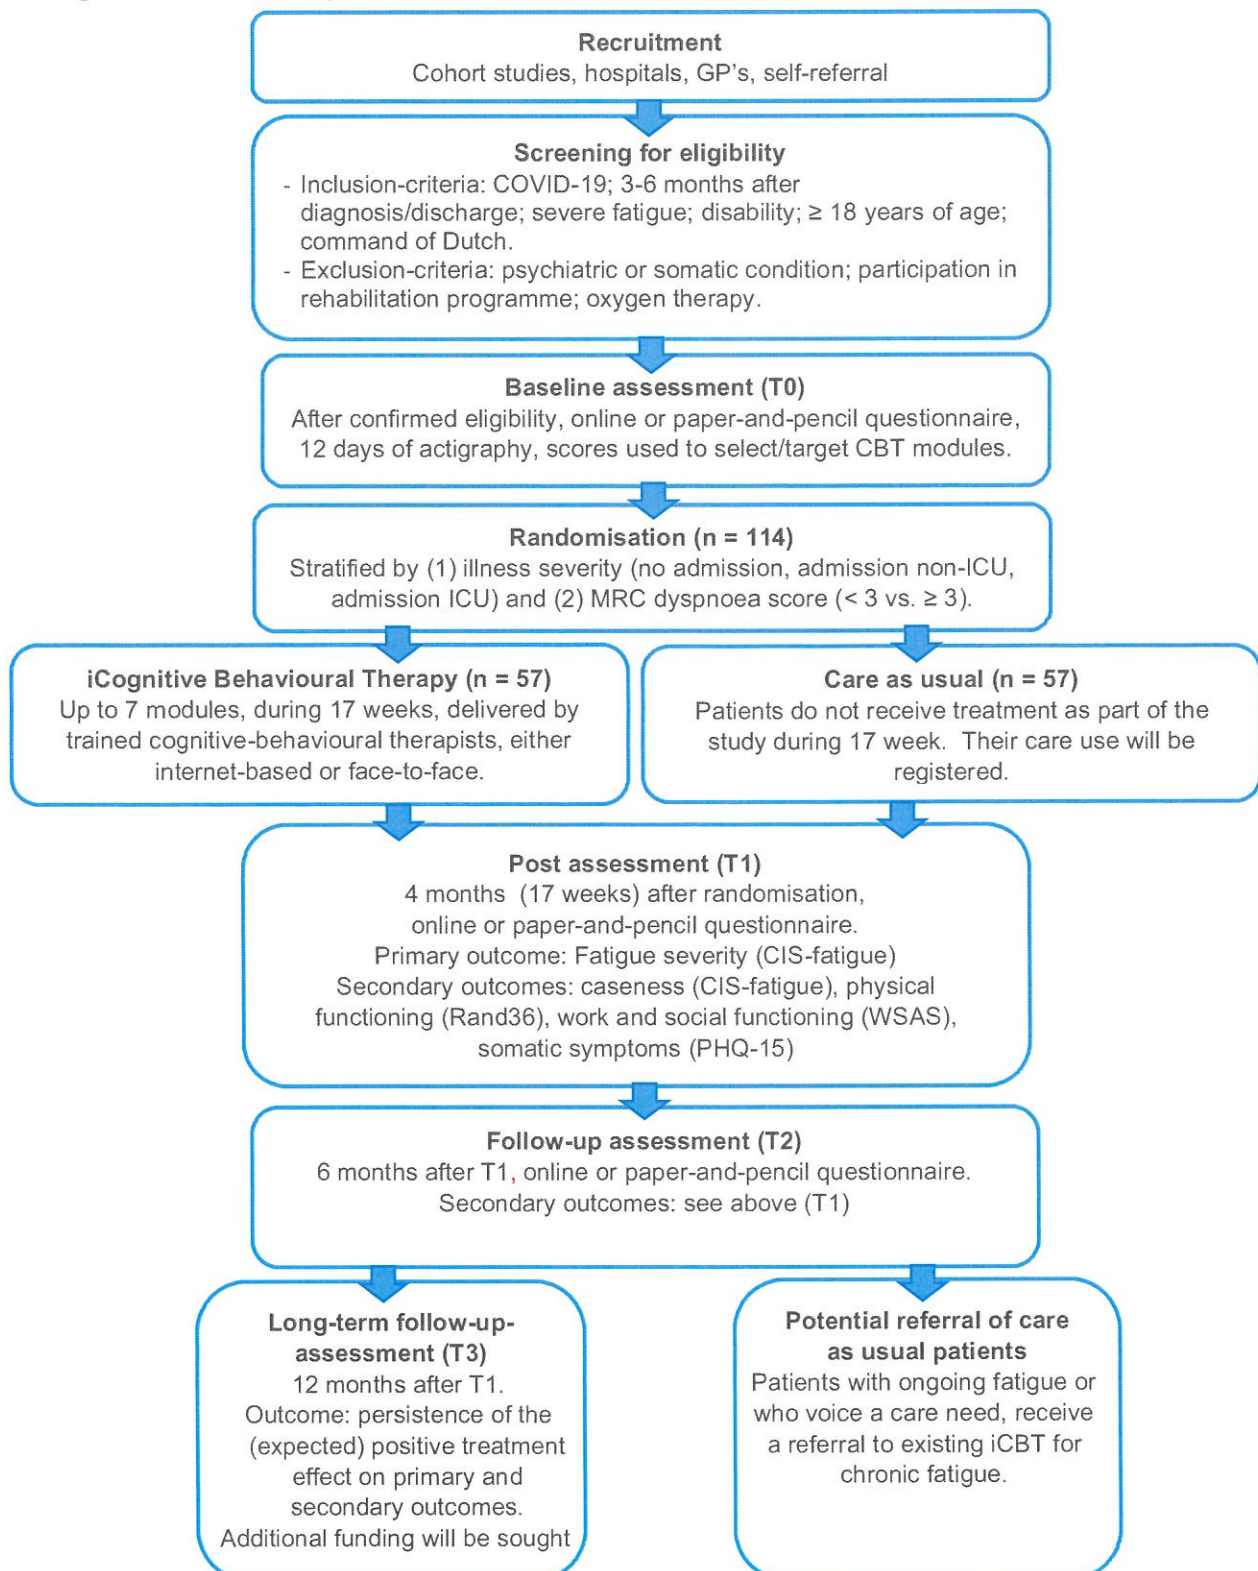 Recruitment
Cohort studies, hospitals, GP's, self-referral
Screening for eligibility
- Inclusion-criteria: COVID-19; 3-6 months after
diagnosis/discharge; severe fatigue; disability; ≥ 18 years of age;
command of Dutch.
- Exclusion-criteria: psychiatric or somatic condition; participation in
rehabilitation programme; oxygen therapy.
Baseline assessment (T0)
After confirmed eligibility, online or paper-and-pencil questionnaire,
12 days of actigraphy, scores used to select/target CBT modules.
Randomisation (n = 114)
Stratified by (1) illness severity (no admission, admission non-ICU,
admission ICU) and (2) MRC dyspnoea score (< 3 vs. ≥ 3).
iCognitive Behavioural Therapy (n = 57)
Up to 7 modules, during 17 weeks, delivered by
trained cognitive-behavioural therapists, either
internet-based or face-to-face.
Care as usual (n = 57)
Patients do not receive treatment as part of the
study during 17 week. Their care use will be
registered.
Post assessment (T1)
4 months (17 weeks) after randomisation,
online or paper-and-pencil questionnaire.
Primary outcome: Fatigue severity (CIS-fatigue)
Secondary outcomes: caseness (CIS-fatigue), physical
functioning (Rand36), work and social functioning (WSAS),
somatic symptoms (PHQ-15)
Follow-up assessment (T2)
6 months after T1, online or paper-and-pencil questionnaire.
Secondary outcomes: see above (T1)
Long-term follow-up-
assessment (T3)
12 months after T1.
Outcome: persistence of the
(expected) positive treatment
effect on primary and
secondary outcomes.
Additional funding will be sought
Potential referral of care
as usual patients
Patients with ongoing fatigue or
who voice a care need, receive
a referral to existing iCBT for
chronic fatigue.